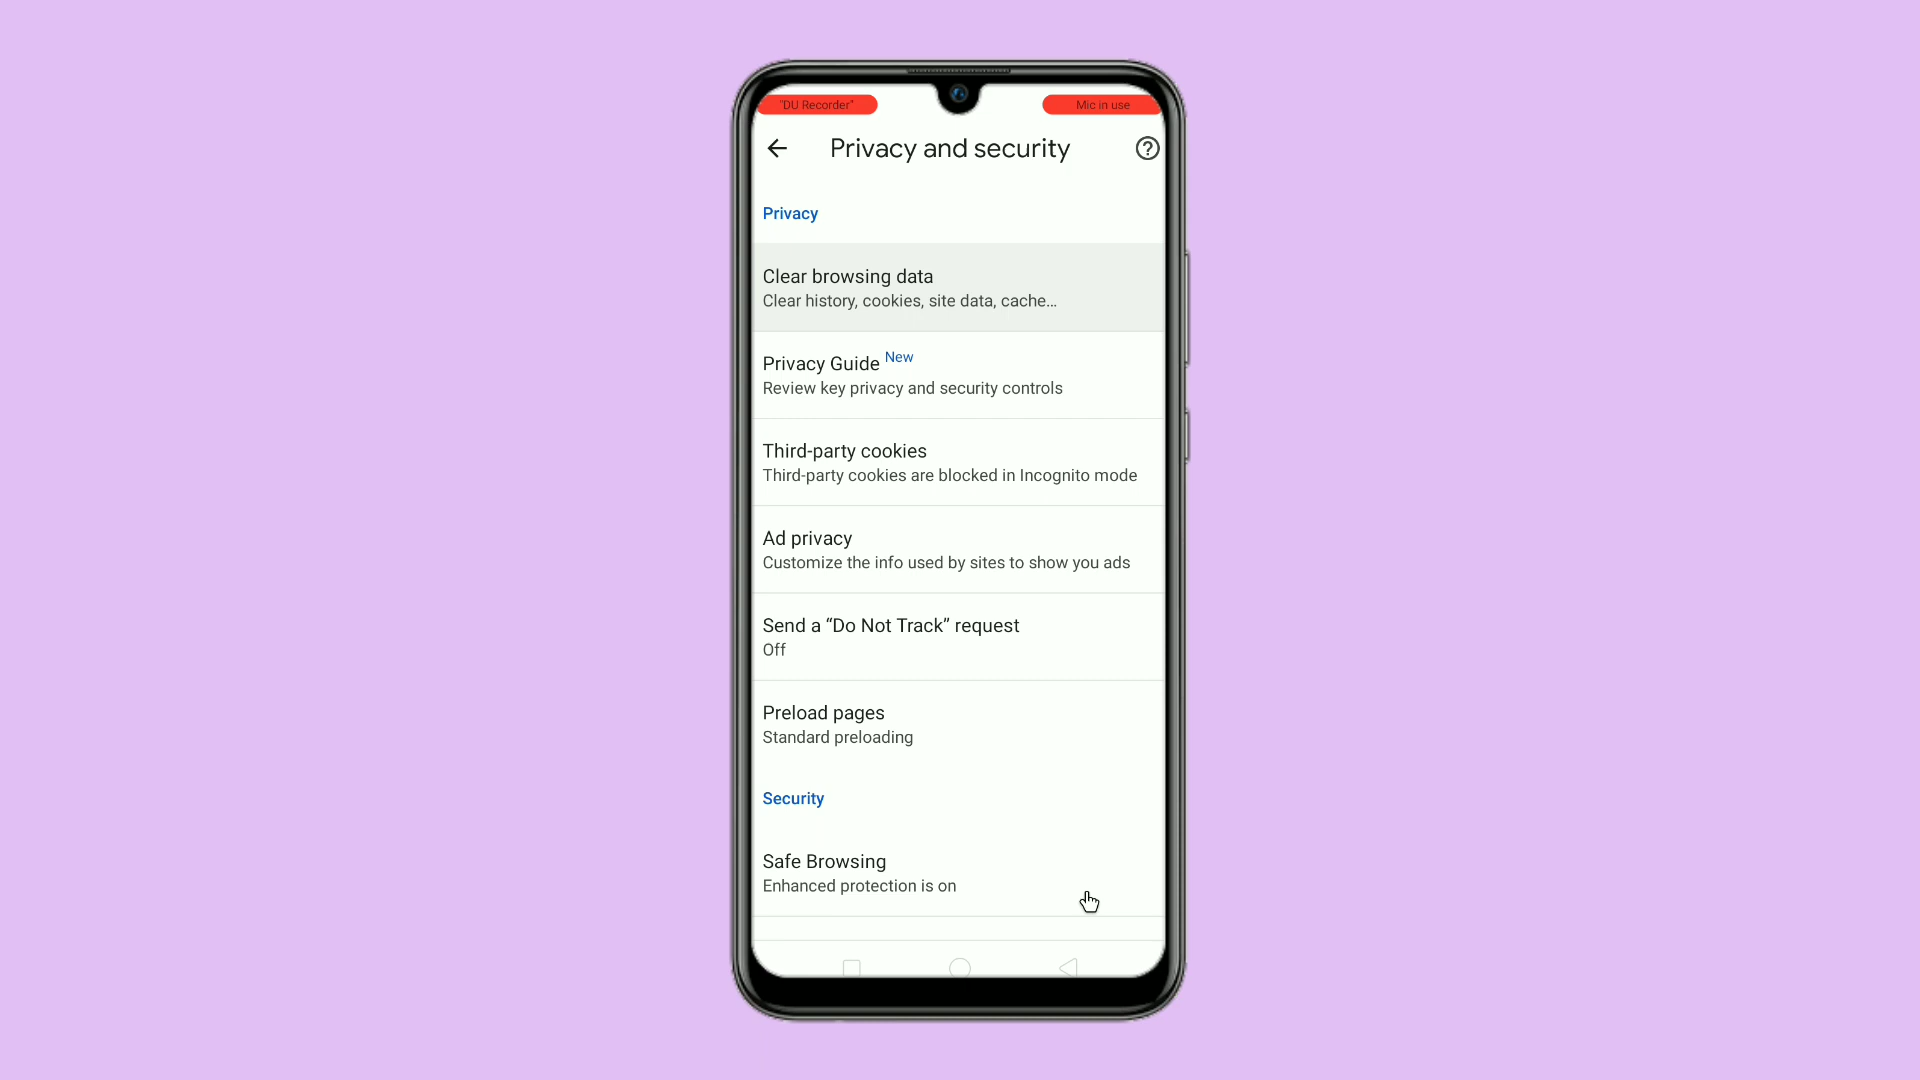 "DU Recorder" Mic in use
Privacy and security
Privacy
Clear browsing data
Clear history, cookies, site data, cache…
Privacy Guide New
Review key privacy and security controls
Third-party cookies
Third-party cookies are blocked in Incognito mode
Ad privacy
Customize the info used by sites to show you ads
Send a “Do Not Track” request
Off
Preload pages
Standard preloading
Security
Safe Browsing
Enhanced protection is on